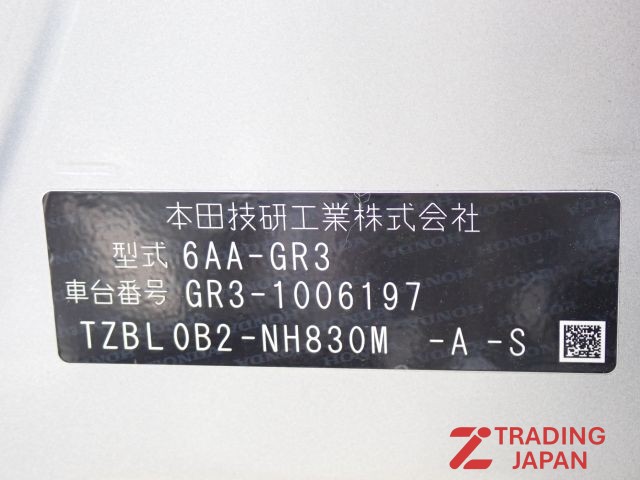 本田技研工業株式会社
型式 6AA-GR3
車台番号 GR3-1006197
TZBL0B2-NH830M -A -S
TRADING
JAPAN